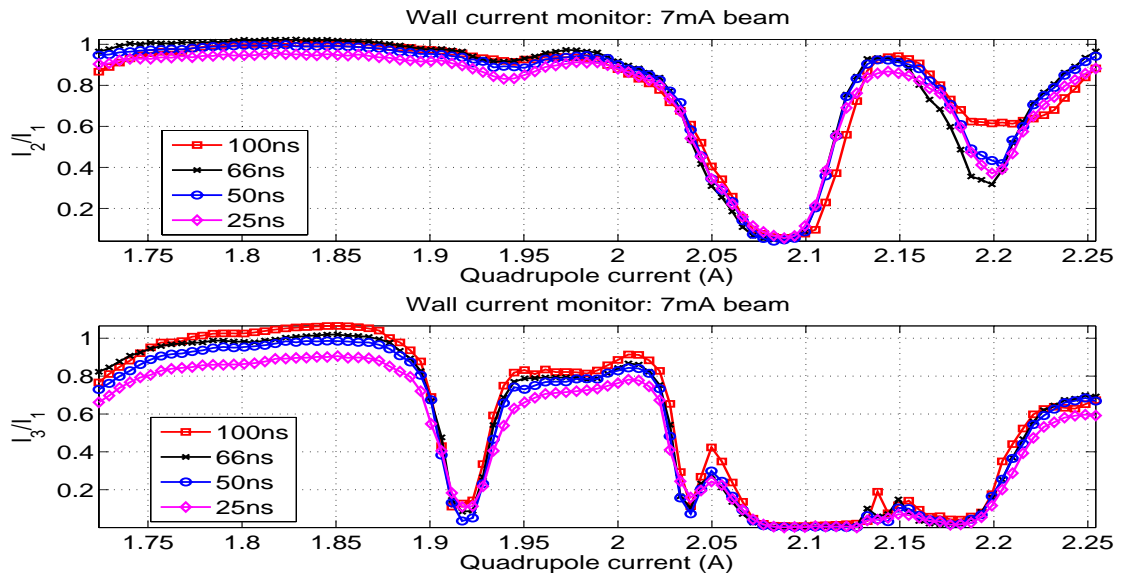 Wall current monitor: 7mA beam
1
0.8
0.6
0.4
0.2
I2/I1
100ns
66ns
50ns
25ns
1.75 1.8 1.85 1.9 1.95 2 2.05 2.1 2.15 2.2 2.25
Quadrupole current (A)
Wall current monitor: 7mA beam
1
0.8
0.6
0.4
0.2
I3/I1
100ns
66ns
50ns
25ns
1.75 1.8 1.85 1.9 1.95 2 2.05 2.1 2.15 2.2 2.25
Quadrupole current (A)